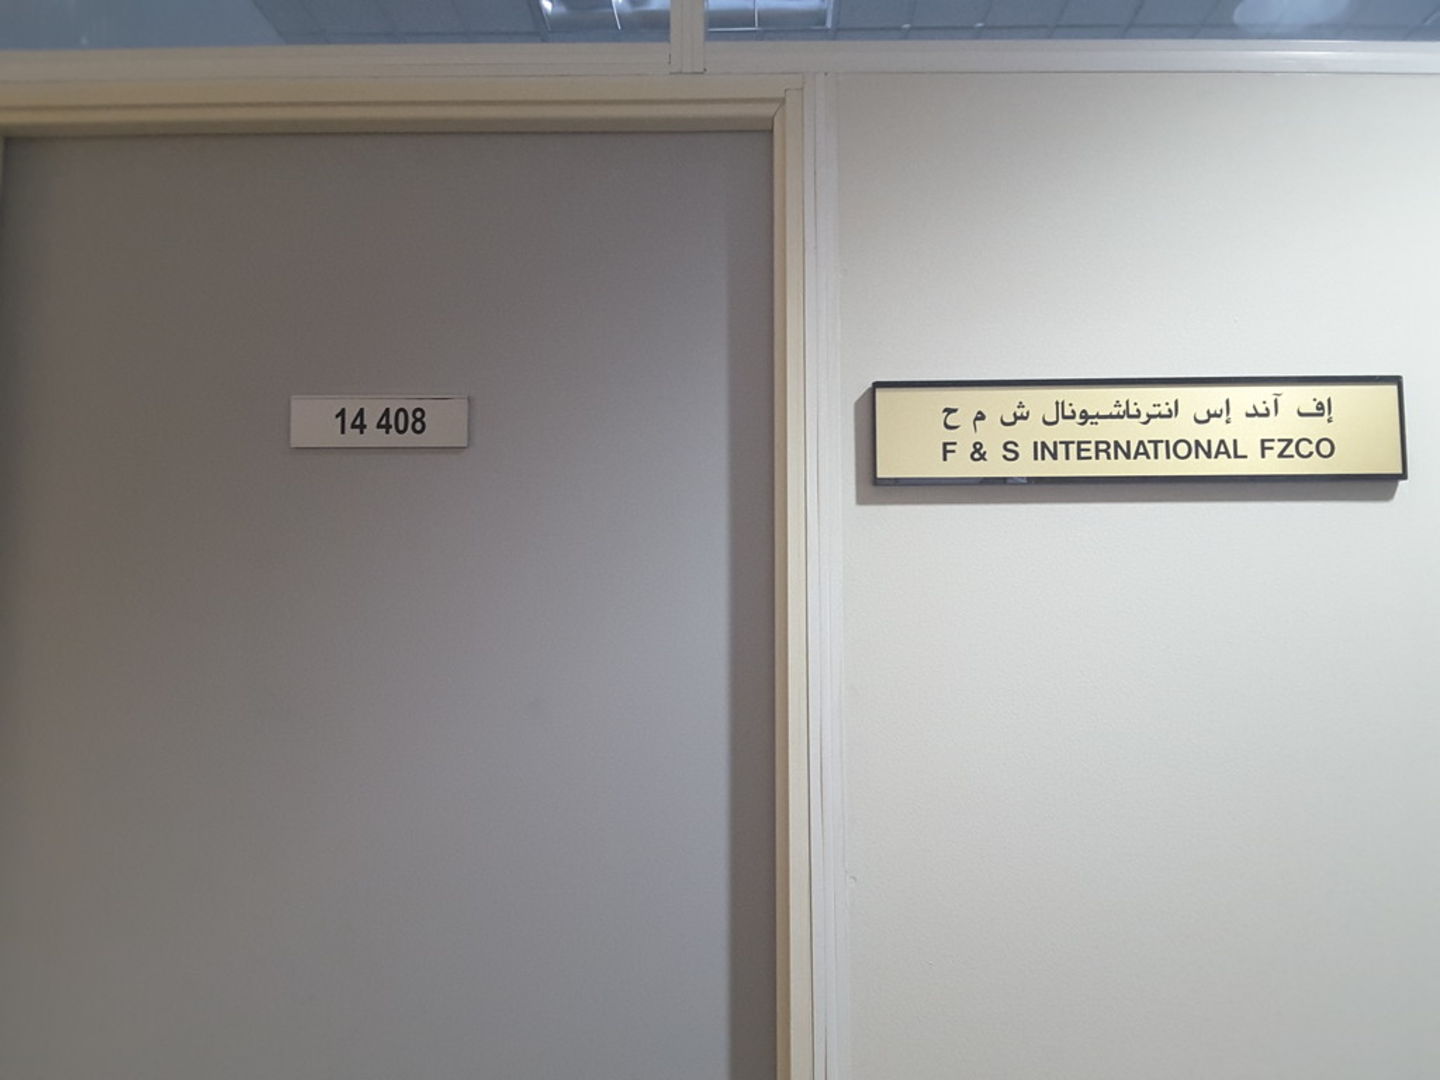 14 408
إف آند إس انترناشيونال ش م ح
F & S INTERNATIONAL FZCO